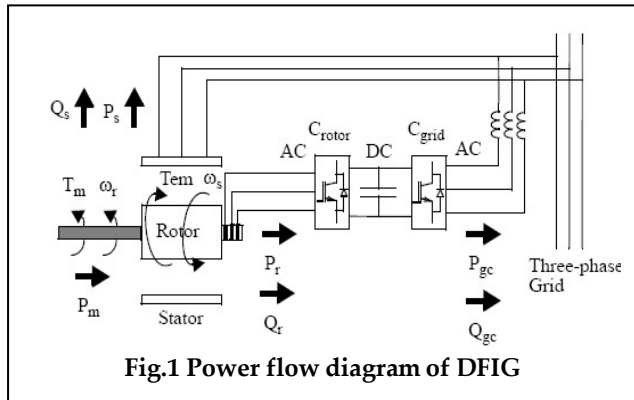 Qs Ps
Tm ωr
Tem ωs
Rotor
Pm
Stator
AC
Crotor
DC
Cgrid
AC
Pr
Qr
Pgc
Qgc
Three-phase
Grid
Fig.1 Power flow diagram of DFIG